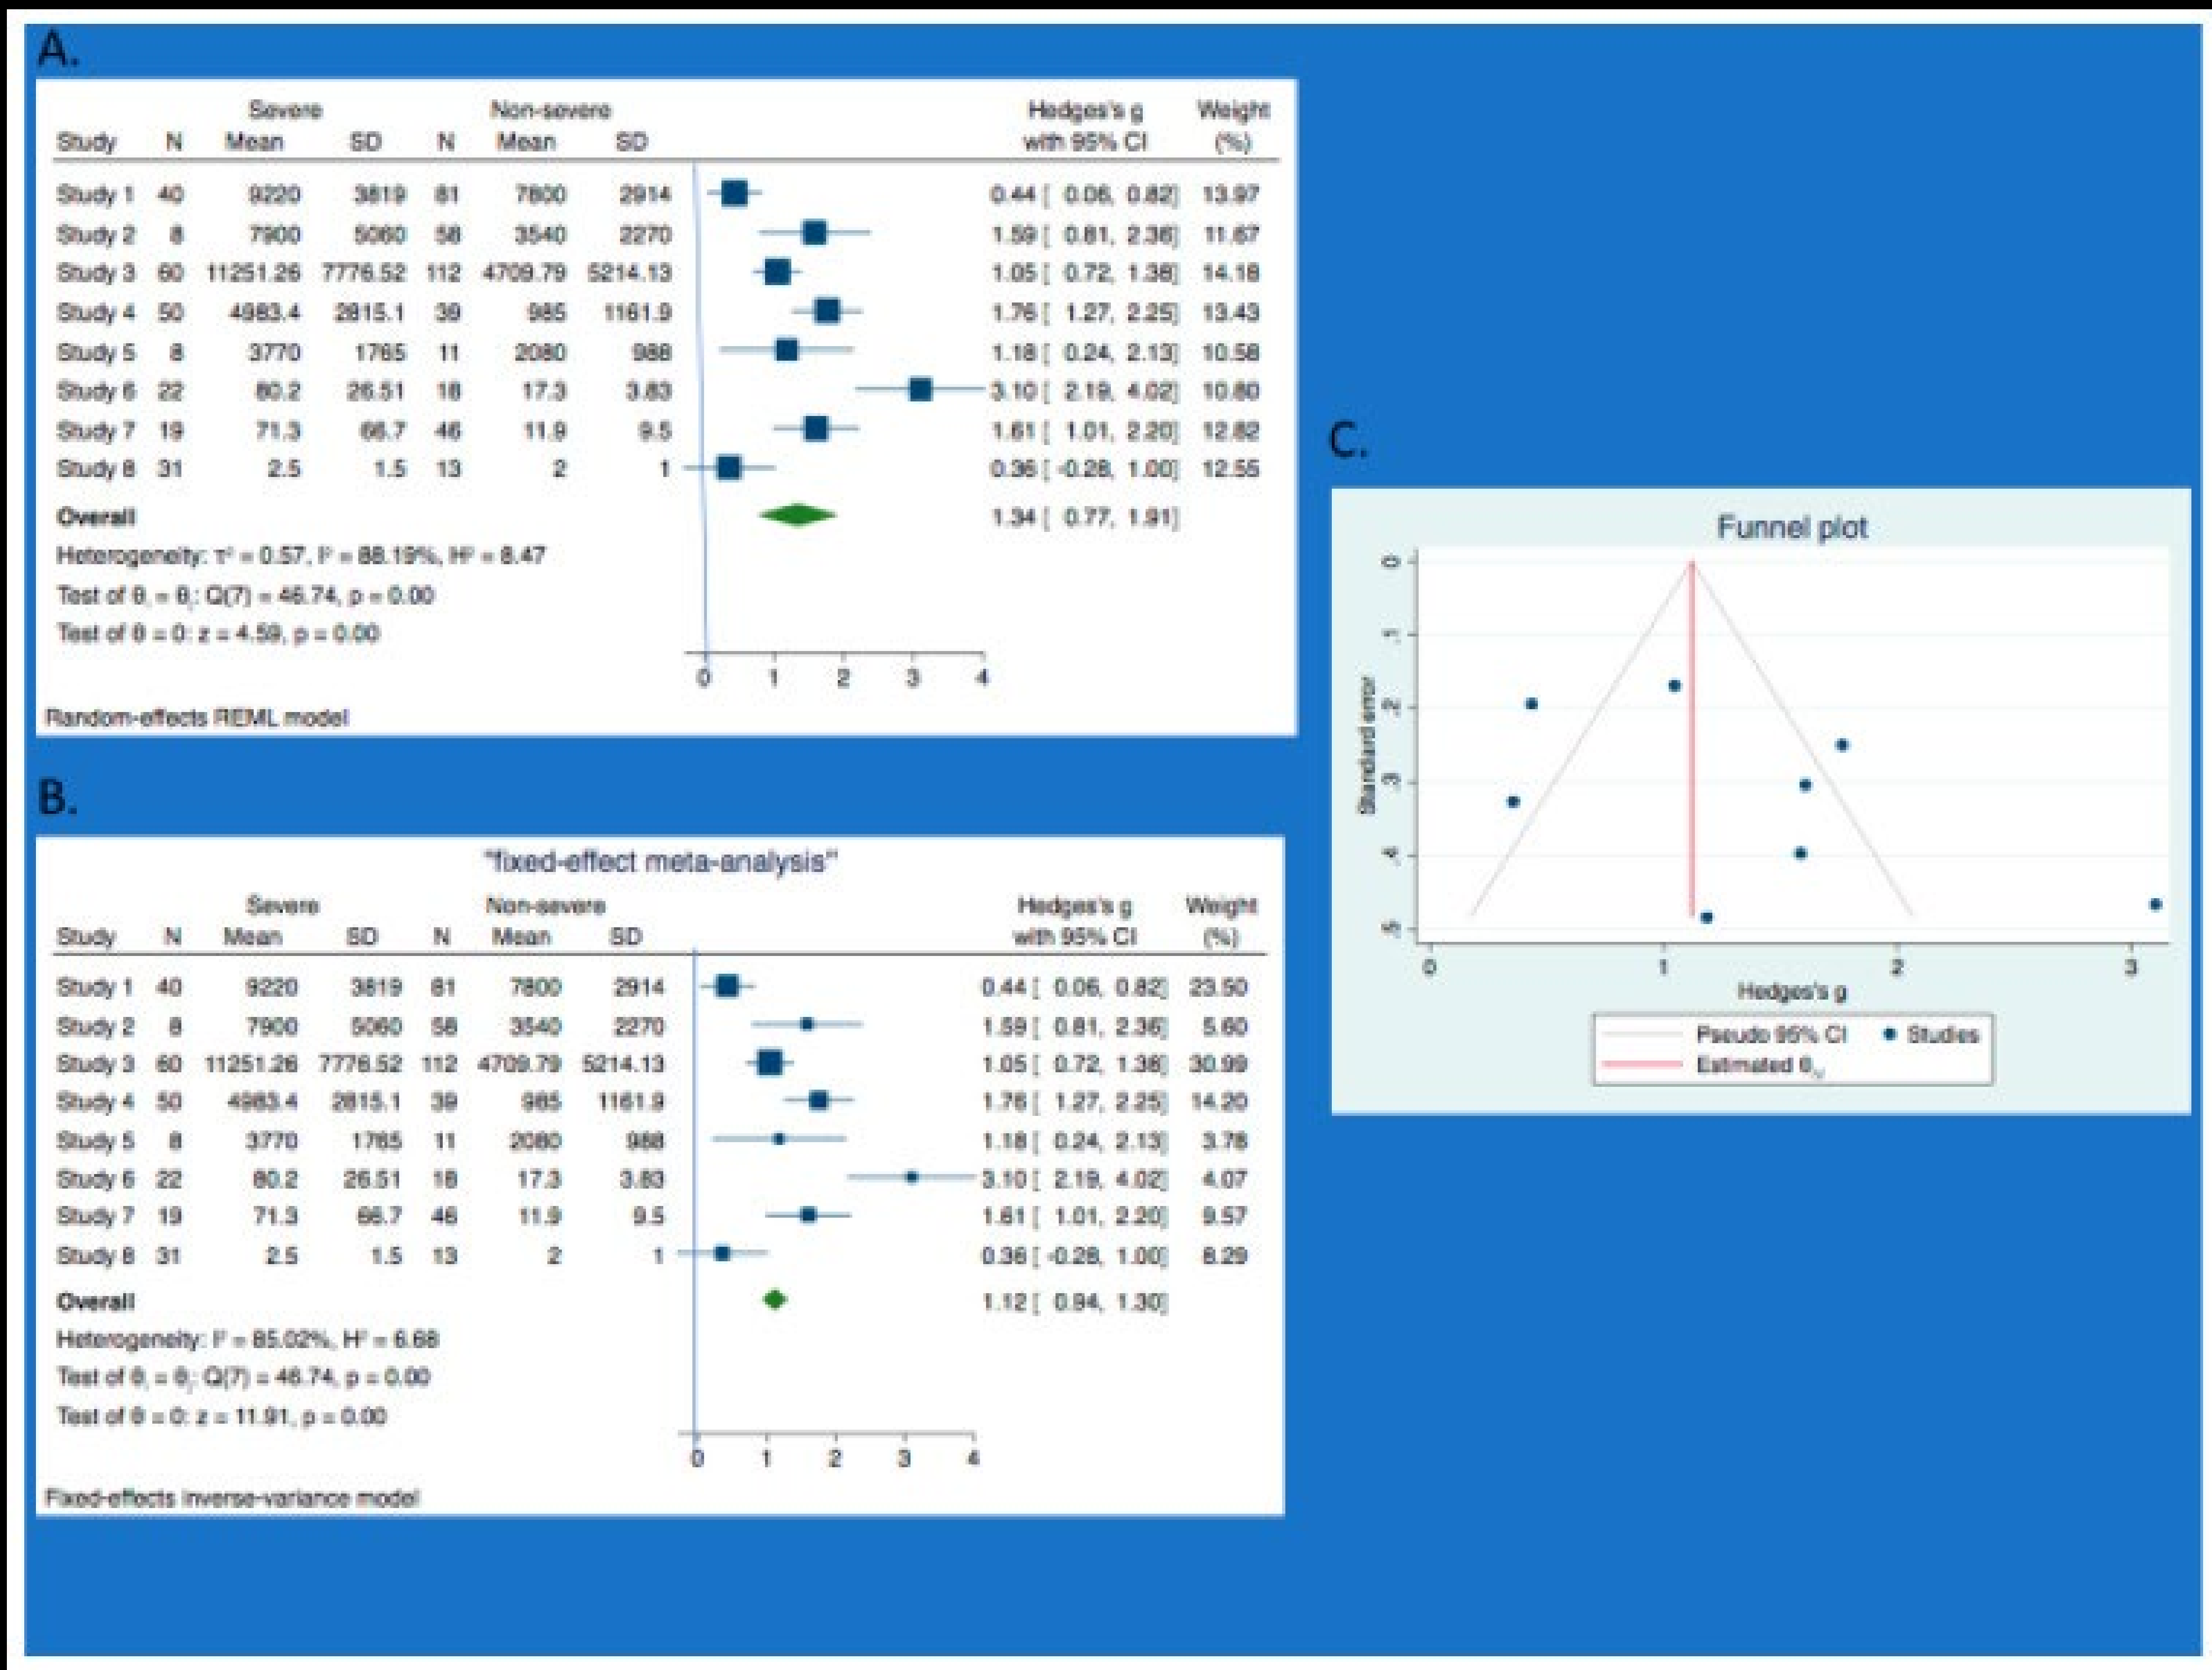 A.
Severe Non-severe Hedges's g Weight
Study N Mean SD N Mean SD with 95% CI (%)
Study 1 40 9220 3819 81 7800 2914 0.44 [ 0.06, 0.82] 13.97
Study 2 8 7900 5060 58 3540 2270 1.59 [ 0.81, 2.36] 11.67
Study 3 60 11251.26 7776.52 112 4709.79 5214.13 1.05 [ 0.72, 1.38] 14.18
Study 4 50 4983.4 2815.1 39 985 1161.9 1.76 [ 1.27, 2.25] 13.43
Study 5 8 3770 1765 11 2080 988 1.18 [ 0.24, 2.13] 10.58
Study 6 22 80.2 26.51 18 17.3 3.83 3.10 [ 2.19, 4.02] 10.80
Study 7 19 71.3 66.7 46 11.9 9.5 1.61 [ 1.01, 2.20] 12.82
Study 8 31 2.5 1.5 13 2 1 0.36 [ -0.28, 1.00] 12.55
Overall 1.34 [ 0.77, 1.91]
Heterogeneity: τ² = 0.57, I² = 88.19%, H² = 8.47
Test of θᵢ = θⱼ: Q(7) = 46.74, p = 0.00
Test of θ = 0: z = 4.59, p = 0.00
0 1 2 3 4
Random-effects REML model
B.
"fixed-effect meta-analysis"
Severe Non-severe Hedges's g Weight
Study N Mean SD N Mean SD with 95% CI (%)
Study 1 40 9220 3819 81 7800 2914 0.44 [ 0.06, 0.82] 23.50
Study 2 8 7900 5060 58 3540 2270 1.59 [ 0.81, 2.36] 5.60
Study 3 60 11251.26 7776.52 112 4709.79 5214.13 1.05 [ 0.72, 1.38] 30.99
Study 4 50 4983.4 2815.1 39 985 1161.9 1.76 [ 1.27, 2.25] 14.20
Study 5 8 3770 1765 11 2080 988 1.18 [ 0.24, 2.13] 3.78
Study 6 22 80.2 26.51 18 17.3 3.83 3.10 [ 2.19, 4.02] 4.07
Study 7 19 71.3 66.7 46 11.9 9.5 1.61 [ 1.01, 2.20] 9.57
Study 8 31 2.5 1.5 13 2 1 0.36 [ -0.28, 1.00] 8.29
Overall 1.12 [ 0.94, 1.30]
Heterogeneity: I² = 85.02%, H² = 6.68
Test of θᵢ = θⱼ: Q(7) = 46.74, p = 0.00
Test of θ = 0: z = 11.91, p = 0.00
0 1 2 3 4
Fixed-effects inverse-variance model
C.
Funnel plot
Standard error
0
.1
.2
.3
.4
.5
0 1 2 3
Hedges's g
Pseudo 95% CI Studies
Estimated θ